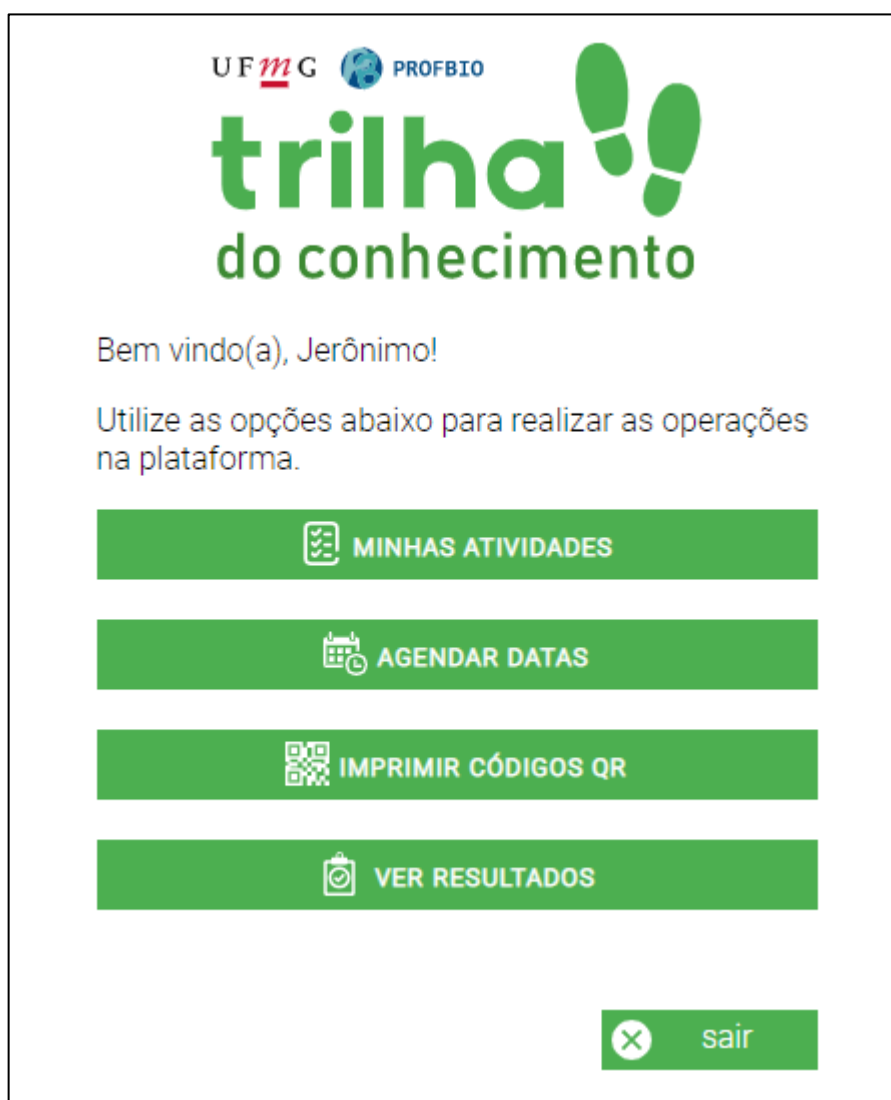 UFmG PROFBIO
trilha
do conhecimento
Bem vindo(a), Jerônimo!
Utilize as opções abaixo para realizar as operações
na plataforma.
MINHAS ATIVIDADES
AGENDAR DATAS
IMPRIMIR CÓDIGOS QR
VER RESULTADOS
sair